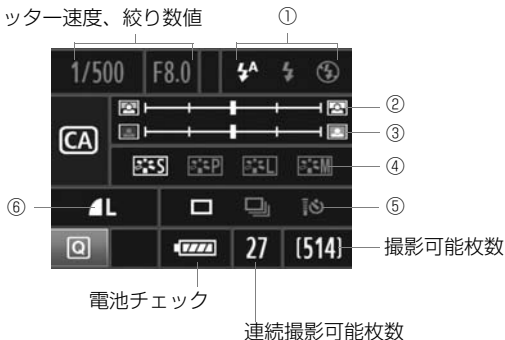 ッター速度、絞り数値
①
1/500 F8.0 ⚡A
②
③
CA
S P L M ④
⑥ L ⑤
Q 27 [514] 撮影可能枚数
電池チェック
連続撮影可能枚数